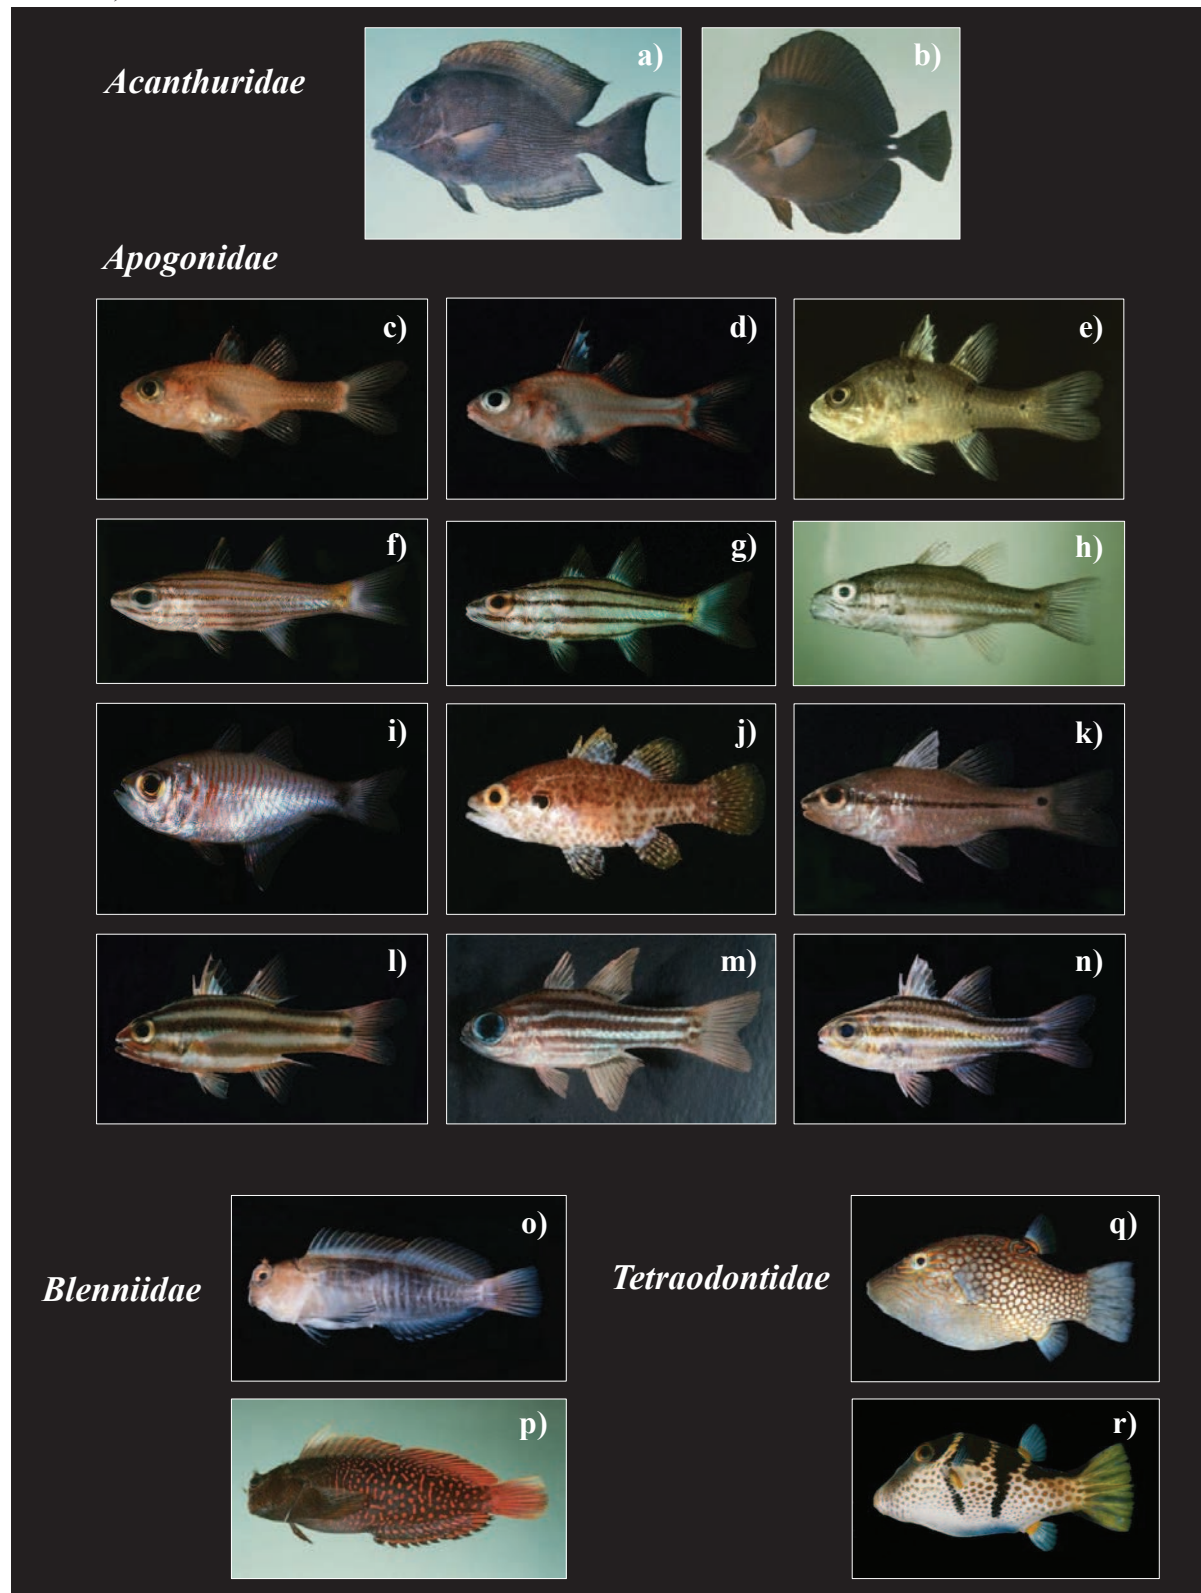 Acanthuridae
a)
b)
Apogonidae
c)
d)
e)
f)
g)
h)
i)
j)
k)
l)
m)
n)
Blenniidae
o)
p)
Tetraodontidae
q)
r)